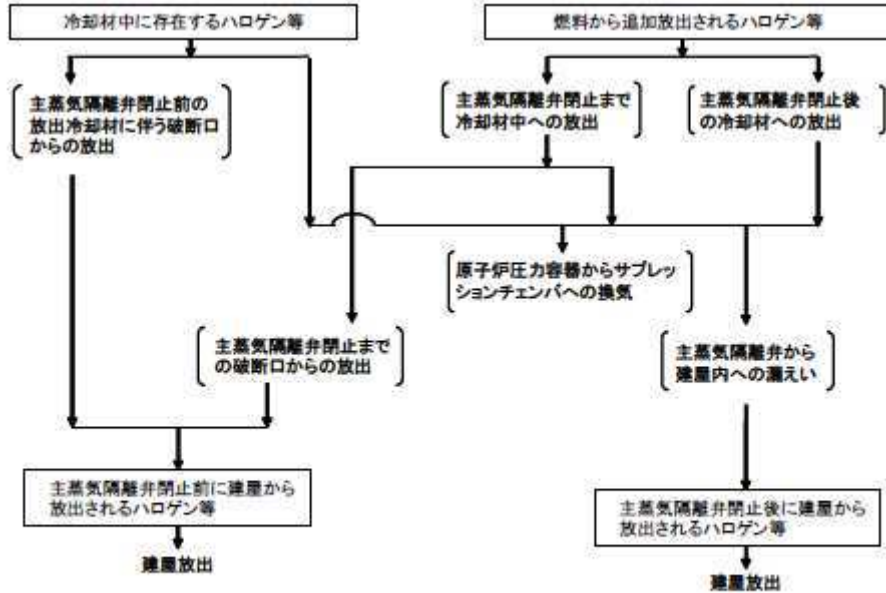 冷却材中に存在するハロゲン等
燃料から追加放出されるハロゲン等
主蒸気隔離弁閉止前の
放出冷却材に伴う破断口
からの放出
主蒸気隔離弁閉止まで
冷却材中への放出
主蒸気隔離弁閉止後
の冷却材への放出
原子炉圧力容器からサプレッ
ションチェンバへの換気
主蒸気隔離弁閉止まで
の破断口からの放出
主蒸気隔離弁から
建屋内への漏えい
主蒸気隔離弁閉止前に建屋から
放出されるハロゲン等
主蒸気隔離弁閉止後に建屋から
放出されるハロゲン等
建屋放出
建屋放出